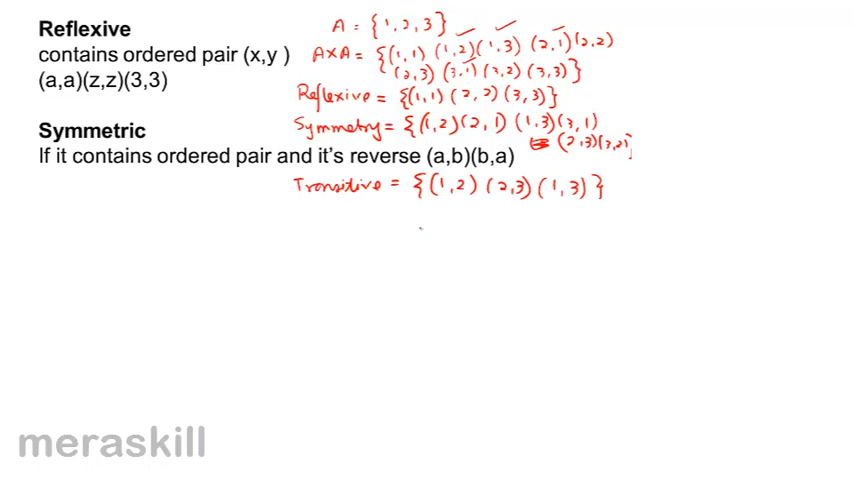 Reflexive
contains ordered pair (x,y )
(a,a)(z,z)(3,3)
Symmetric
If it contains ordered pair and it's reverse (a,b)(b,a)
A = {1,2,3}
A×A = {(1,1) (1,2)(1,3) (2,1)(2,2)
(2,3) (3,1) (3,2) (3,3)}
Reflexive = {(1,1) (2,2) (3,3)}
Symmetry = {(1,2)(2,1) (1,3)(3,1)
(2,3)(3,2)}
Transitive = {(1,2) (2,3) (1,3)}
meraskill